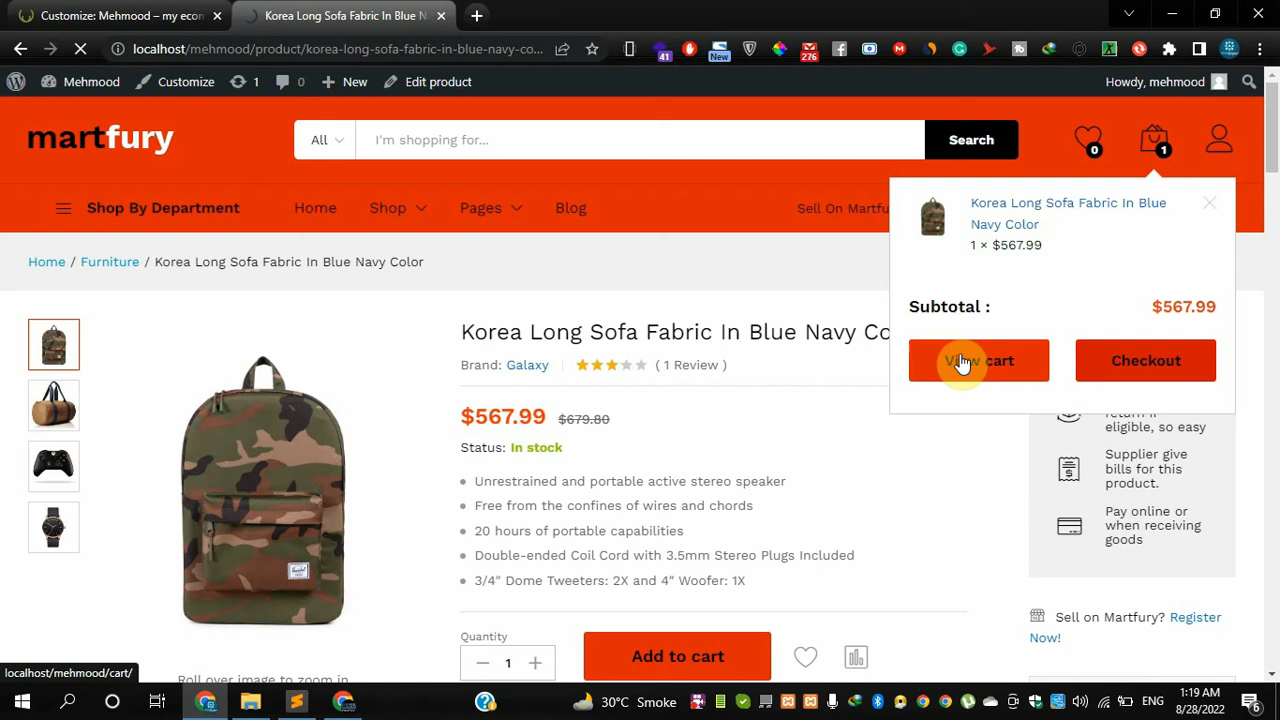 Customize: Mehmood – my ecom
Korea Long Sofa Fabric In Blue N
localhost/mehmood/product/korea-long-sofa-fabric-in-blue-navy-co...
41
New
276
Mehmood
Customize
1
0
New
Edit product
Howdy, mehmood
martfury
All
I'm shopping for...
Search
0
1
Shop By Department
Home
Shop
Pages
Blog
Sell On Martfu
Korea Long Sofa Fabric In Blue
Navy Color
1 × $567.99
Subtotal :
$567.99
View cart
Checkout
Home / Furniture / Korea Long Sofa Fabric In Blue Navy Color
Korea Long Sofa Fabric In Blue Navy Co
Brand: Galaxy
( 1 Review )
$567.99
$679.80
Status: In stock
Unrestrained and portable active stereo speaker
Free from the confines of wires and chords
20 hours of portable capabilities
Double-ended Coil Cord with 3.5mm Stereo Plugs Included
3/4″ Dome Tweeters: 2X and 4″ Woofer: 1X
Quantity
1
Add to cart
return if
eligible, so easy
Supplier give
bills for this
product.
Pay online or
when receiving
goods
Sell on Martfury? Register
Now!
Roll over image to zoom in
localhost/mehmood/cart/
30°C Smoke
ENG
1:19 AM
8/28/2022
6